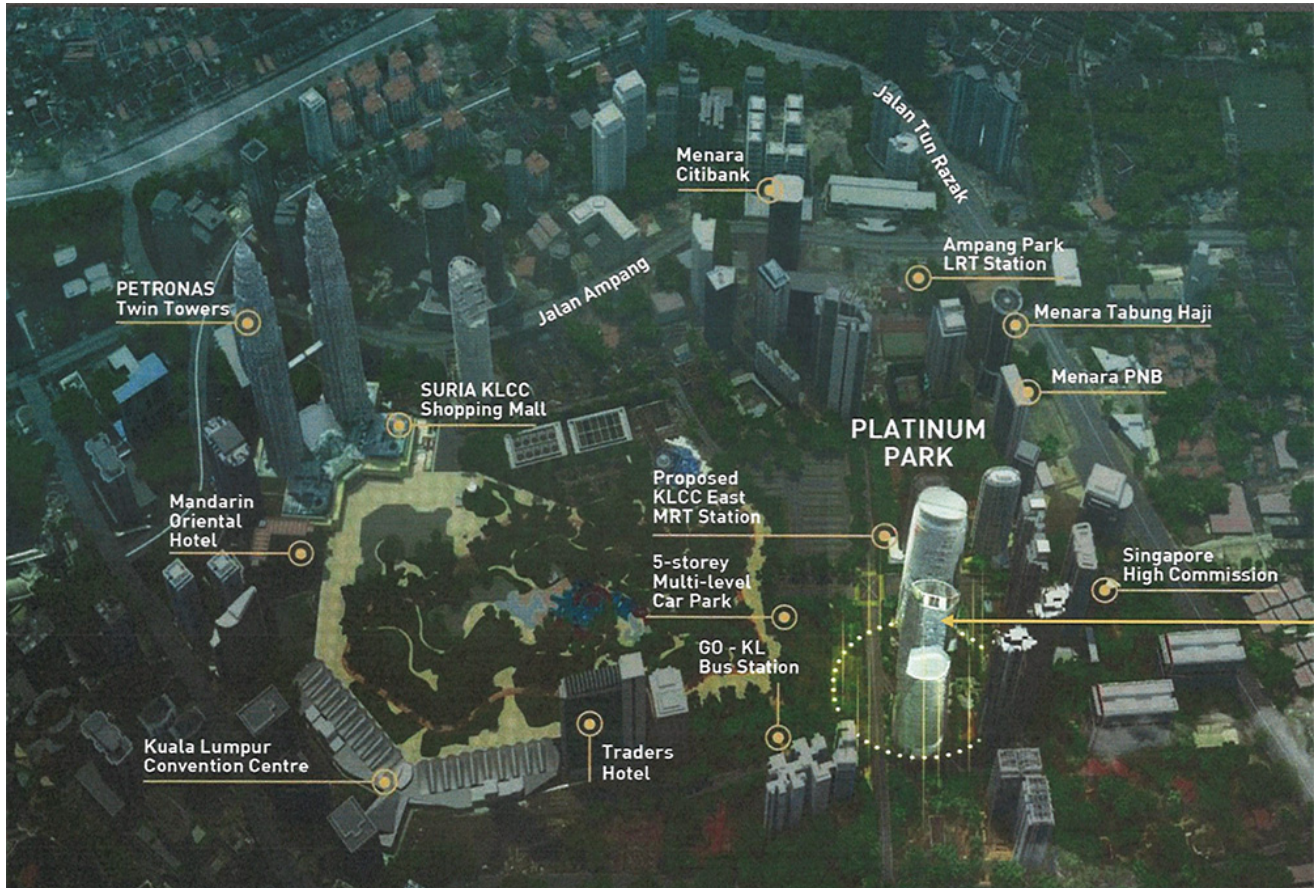 Jalan Tun Razak
Menara
Citibank
Ampang Park
LRT Station
Jalan Ampang
PETRONAS
Twin Towers
Menara Tabung Haji
SURIA KLCC
Shopping Mall
Menara PNB
PLATINUM
PARK
Proposed
KLCC East
MRT Station
Mandarin
Oriental
Hotel
5-storey
Multi-level
Car Park
Singapore
High Commission
GO - KL
Bus Station
Kuala Lumpur
Convention Centre
Traders
Hotel